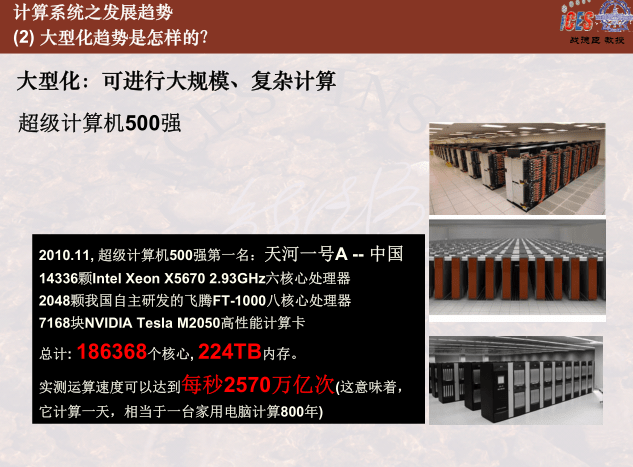 计算系统之发展趋势
(2) 大型化趋势是怎样的?
iCES
战德臣 教授
大型化：可进行大规模、复杂计算
超级计算机500强
2010.11, 超级计算机500强第一名：天河一号A -- 中国
14336颗Intel Xeon X5670 2.93GHz六核心处理器
2048颗我国自主研发的飞腾FT-1000八核心处理器
7168块NVIDIA Tesla M2050高性能计算卡
总计: 186368个核心, 224TB内存。
实测运算速度可以达到每秒2570万亿次(这意味着，
它计算一天，相当于一台家用电脑计算800年)